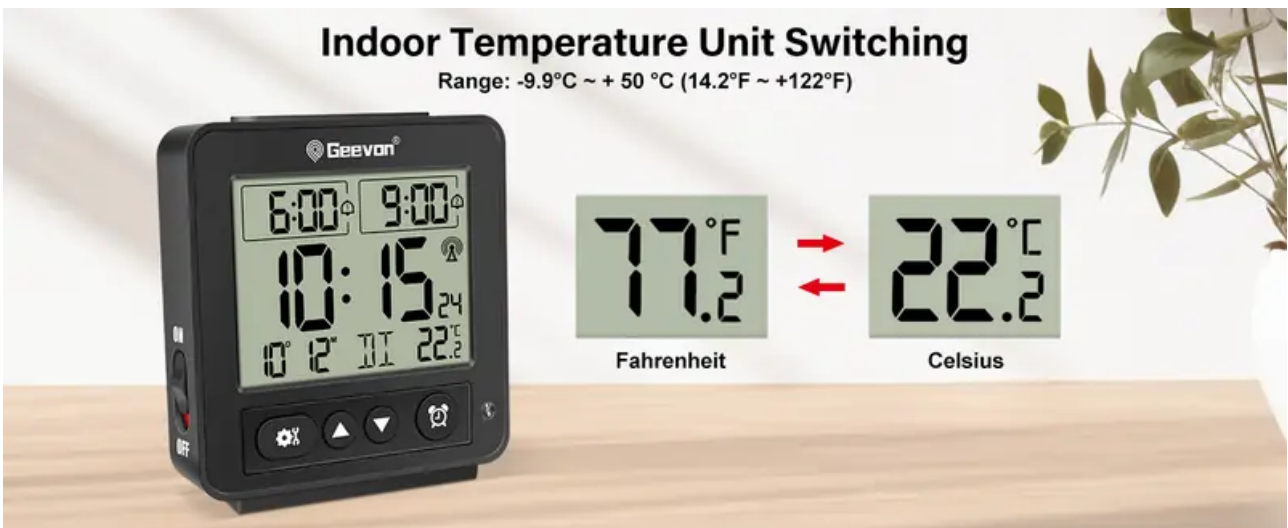 Indoor Temperature Unit Switching
Range: -9.9°C ~ + 50 °C (14.2°F ~ +122°F)
Geevon®
6:00 9:00
10:15 24
10° 12" DI 22.2 °C
ON
OFF
77.2 °F
22.2 °C
Fahrenheit
Celsius